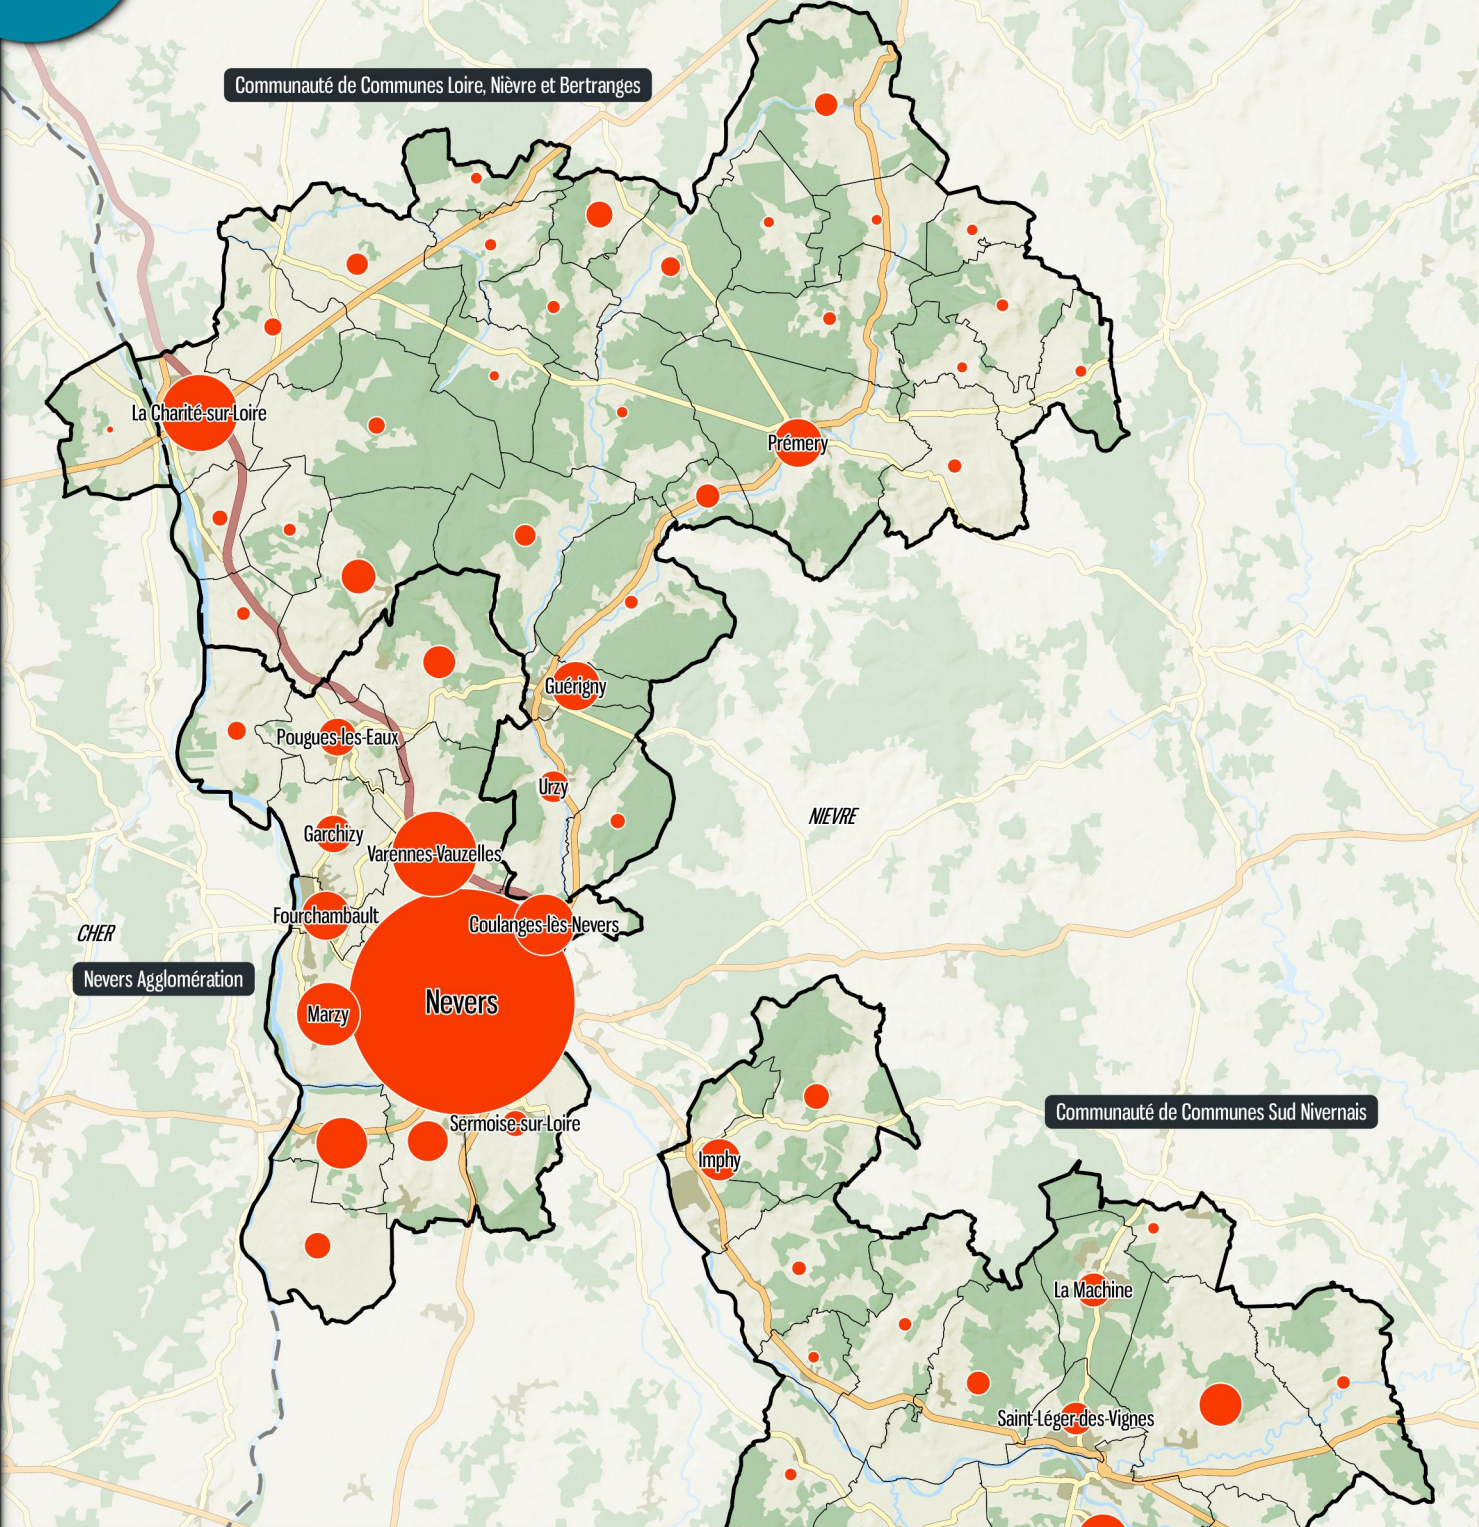 Communauté de Communes Loire, Nièvre et Bertranges
La Charité-sur-Loire
Prémery
Guérigny
Pougues-les-Eaux
Urzy
NIEVRE
Garchizy
Varennes-Vauzelles
Fourchambault
Coulanges-lès-Nevers
CHER
Nevers Agglomération
Nevers
Marzy
Communauté de Communes Sud Nivernais
Sermoise-sur-Loire
Imphy
La Machine
Saint-Léger-des-Vignes